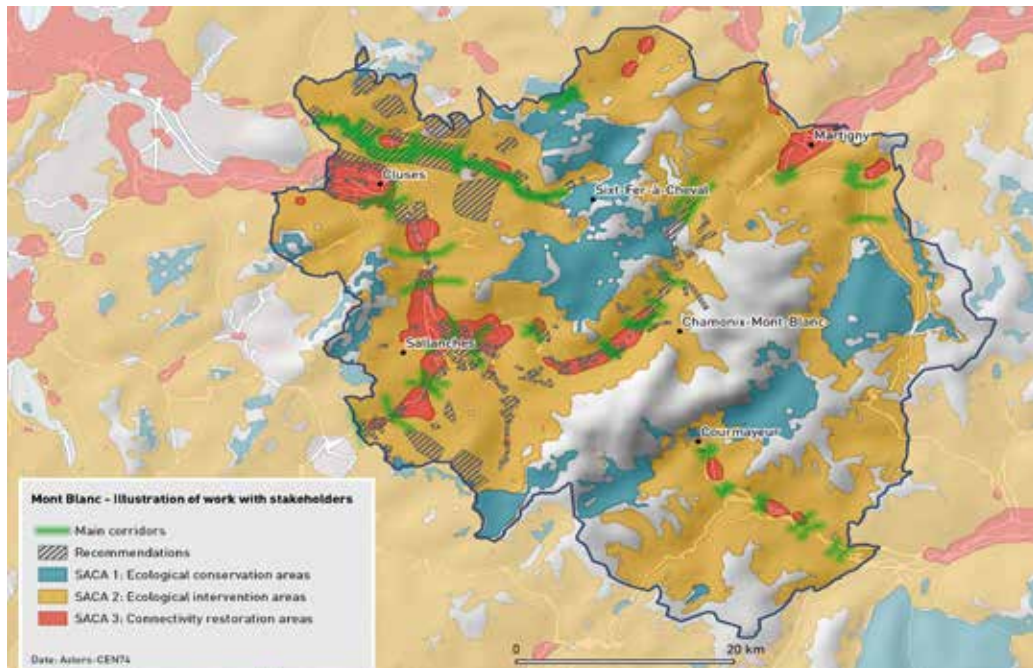 Martigny
Cluses
Sixt-Fer-à-Cheval
Chamonix-Mont-Blanc
Sallanches
Courmayeur
Mont Blanc - Illustration of work with stakeholders
Main corridors
Recommendations
SACA 1: Ecological conservation areas
SACA 2: Ecological intervention areas
SACA 3: Connectivity restoration areas
0 20 km
Data: Asters-CEN74